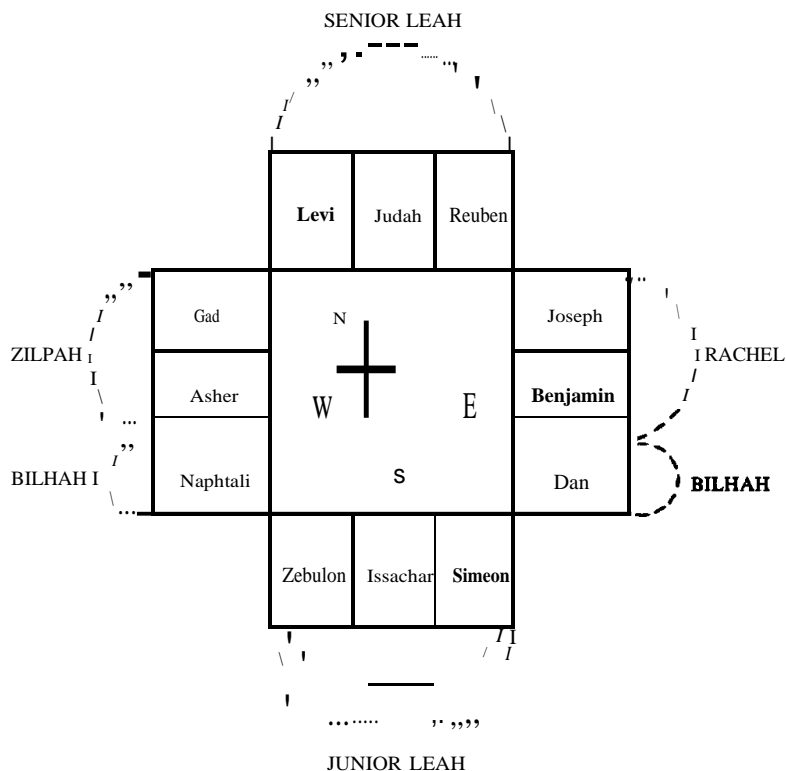 SENIOR LEAH
Levi Judah Reuben
Gad N Joseph
ZILPAH RACHEL
Asher W E Benjamin
BILHAH Naphtali S Dan BILHAH
Zebulon Issachar Simeon
JUNIOR LEAH